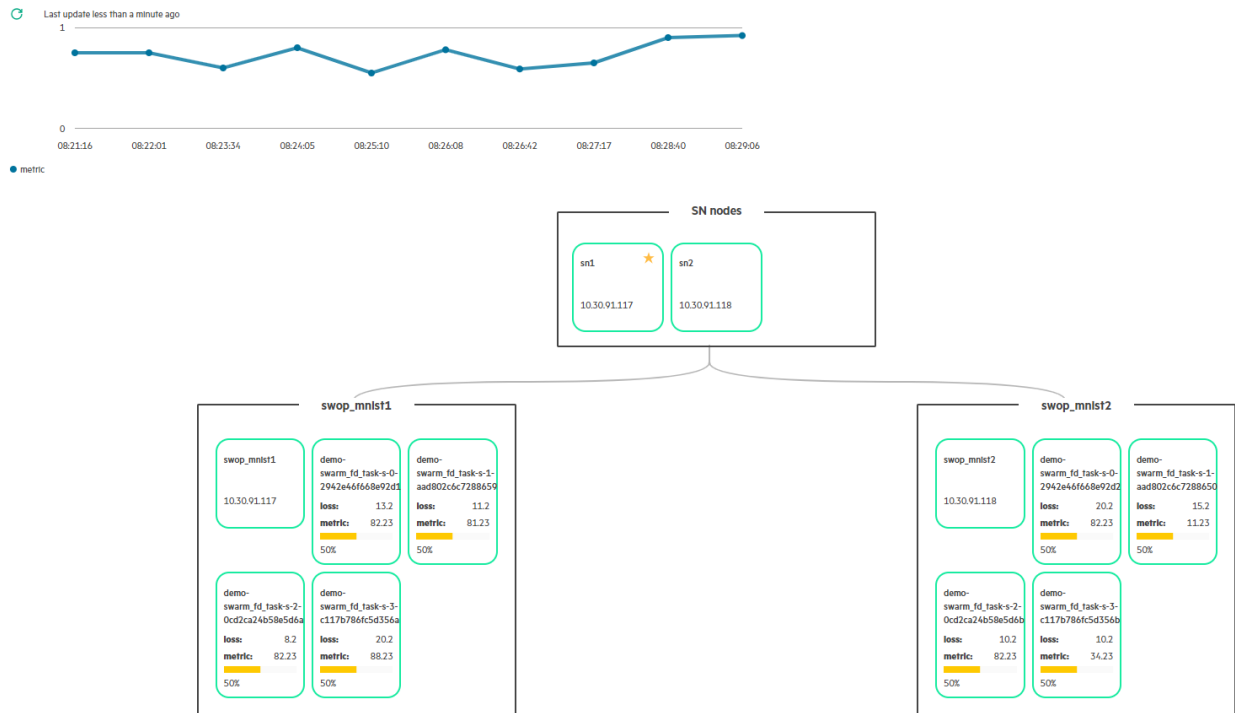 Last update less than a minute ago
1
0
08:21:16 08:22:01 08:23:34 08:24:05 08:25:10 08:26:08 08:26:42 08:27:17 08:28:40 08:29:06
metric
SN nodes
sn1
10.30.91.117
sn2
10.30.91.118
swop_mnist1
swop_mnist1
10.30.91.117
demo-
swarm_fd_task-s-0-
2942e46f668e92d1
loss: 13.2
metric: 82.23
50%
demo-
swarm_fd_task-s-1-
aad802c6c7288659
loss: 11.2
metric: 81.23
50%
demo-
swarm_fd_task-s-2-
0cd2ca24b58e5d6a
loss: 8.2
metric: 82.23
50%
demo-
swarm_fd_task-s-3-
c117b786fc5d356a
loss: 20.2
metric: 88.23
50%
swop_mnist2
swop_mnist2
10.30.91.118
demo-
swarm_fd_task-s-0-
2942e46f668e92d2
loss: 20.2
metric: 82.23
50%
demo-
swarm_fd_task-s-1-
aad802c6c7288650
loss: 15.2
metric: 11.23
50%
demo-
swarm_fd_task-s-2-
0cd2ca24b58e5d6b
loss: 10.2
metric: 82.23
50%
demo-
swarm_fd_task-s-3-
c117b786fc5d356b
loss: 10.2
metric: 34.23
50%